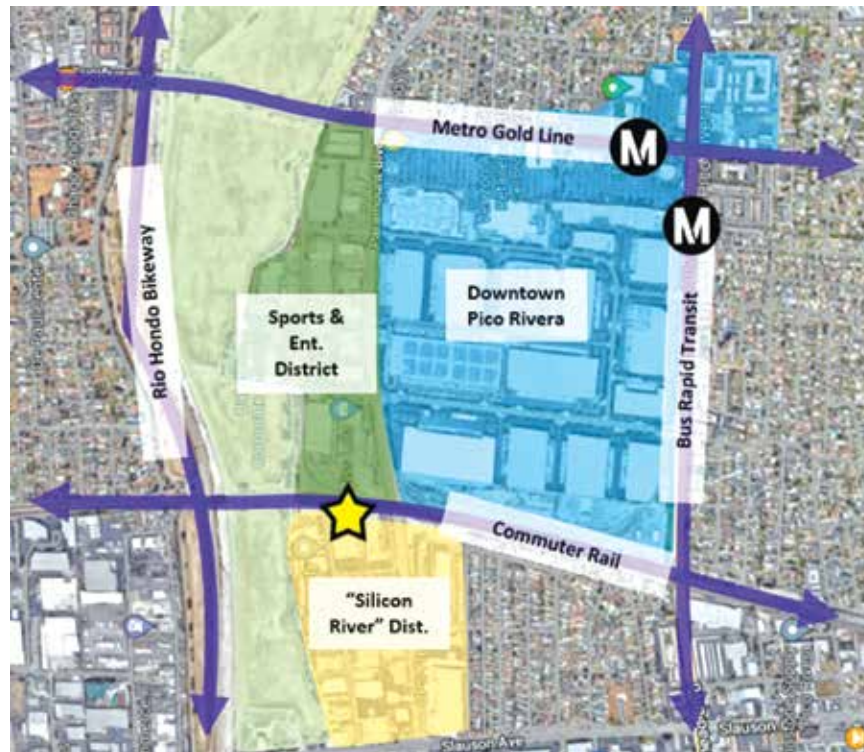 Metro Gold Line
M
M
Rio Hondo Bikeway
Sports &
Ent.
District
Downtown
Pico Rivera
Bus Rapid Transit
Commuter Rail
"Silicon
River" Dist.
Slauson Ave